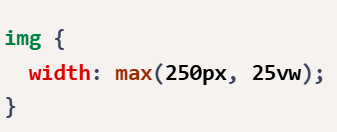 img {
  width: max(250px, 25vw);
}